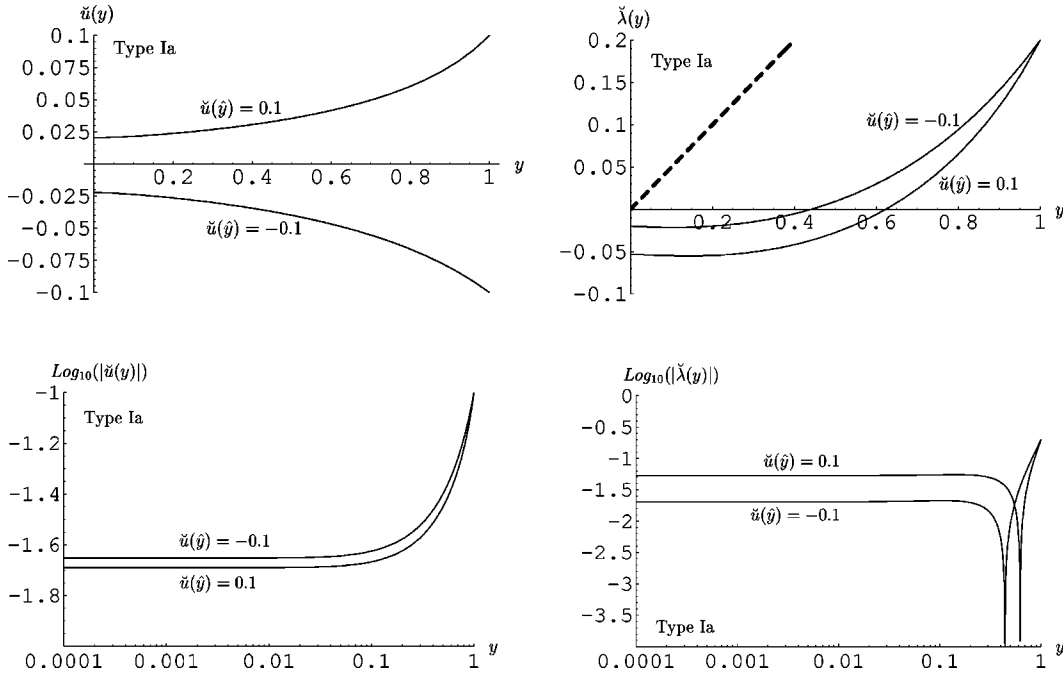 ŭ(y)
Type Ia
0.1
0.075
0.05
0.025
-0.025
-0.05
-0.075
-0.1
0.2 0.4 0.6 0.8 1 y
ŭ(ŷ) = 0.1
ŭ(ŷ) = −0.1
λ̆(y)
Type Ia
0.2
0.15
0.1
0.05
-0.05
-0.1
0.2 0.4 0.6 0.8 1 y
ŭ(ŷ) = −0.1
ŭ(ŷ) = 0.1
Log₁₀(|ŭ(y)|)
Type Ia
-1
-1.2
-1.4
-1.6
-1.8
ŭ(ŷ) = −0.1
ŭ(ŷ) = 0.1
0.0001 0.001 0.01 0.1 1 y
Log₁₀(|λ̆(y)|)
0
-0.5
-1
-1.5
-2
-2.5
-3
-3.5
ŭ(ŷ) = 0.1
ŭ(ŷ) = −0.1
Type Ia
0.0001 0.001 0.01 0.1 1 y